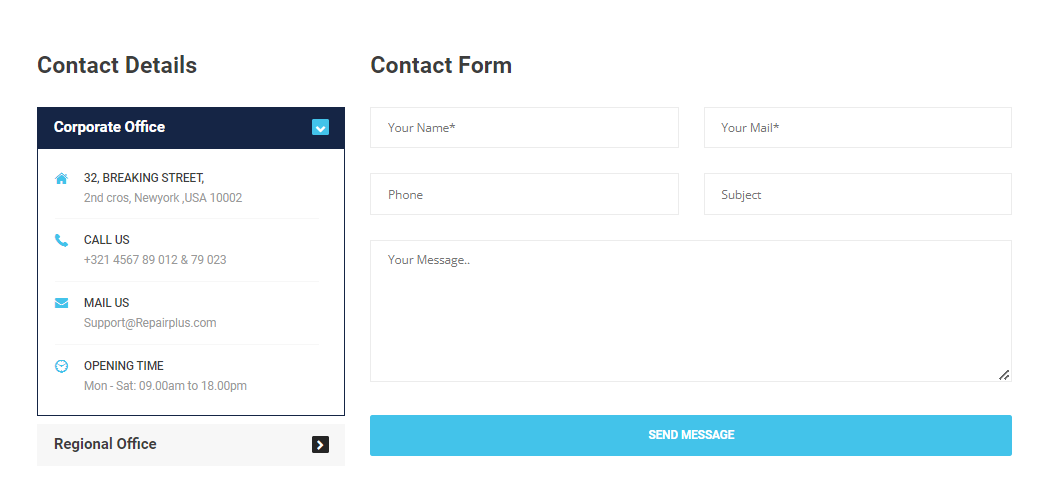 Contact Details
Corporate Office
32, BREAKING STREET,
2nd cros, Newyork ,USA 10002
CALL US
+321 4567 89 012 & 79 023
MAIL US
Support@Repairplus.com
OPENING TIME
Mon - Sat: 09.00am to 18.00pm
Regional Office
Contact Form
Your Name*
Your Mail*
Phone
Subject
Your Message..
SEND MESSAGE